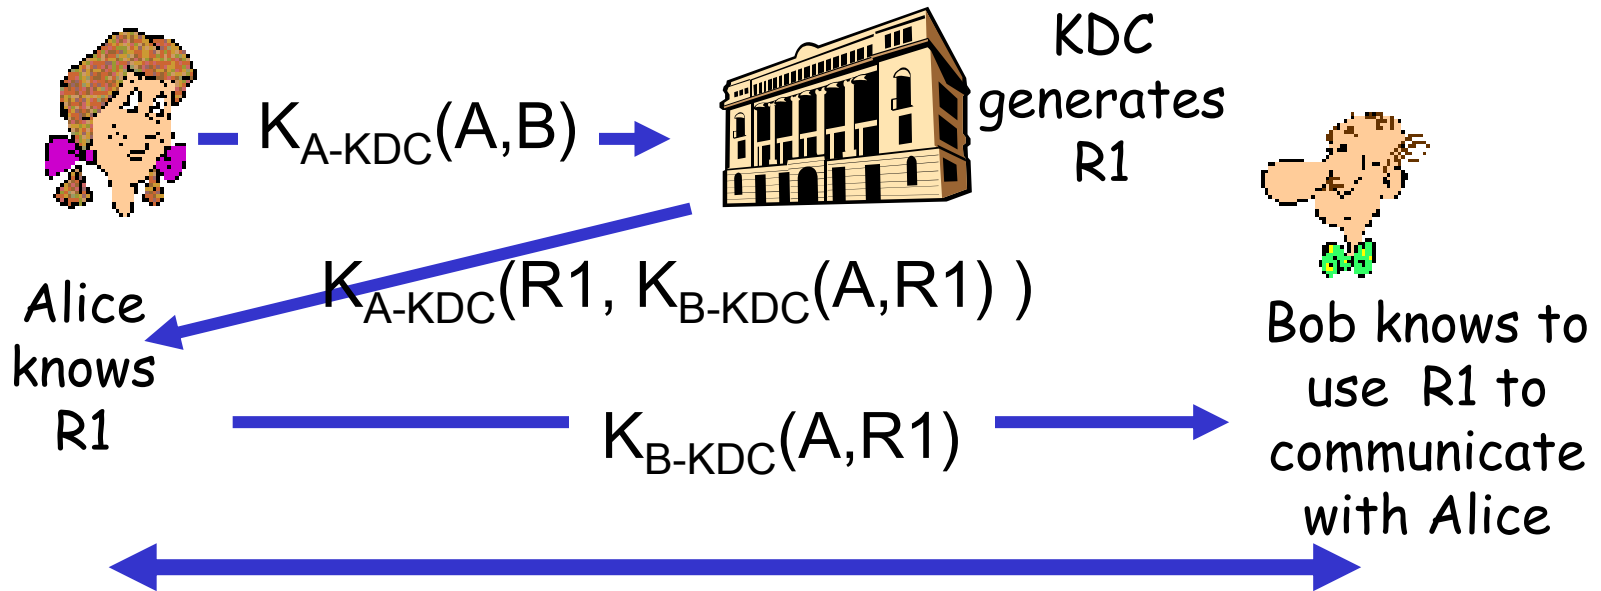 KDC
generates
R1
K_A-KDC(A,B)
K_A-KDC(R1, K_B-KDC(A,R1) )
Alice
knows
R1
K_B-KDC(A,R1)
Bob knows to
use R1 to
communicate
with Alice